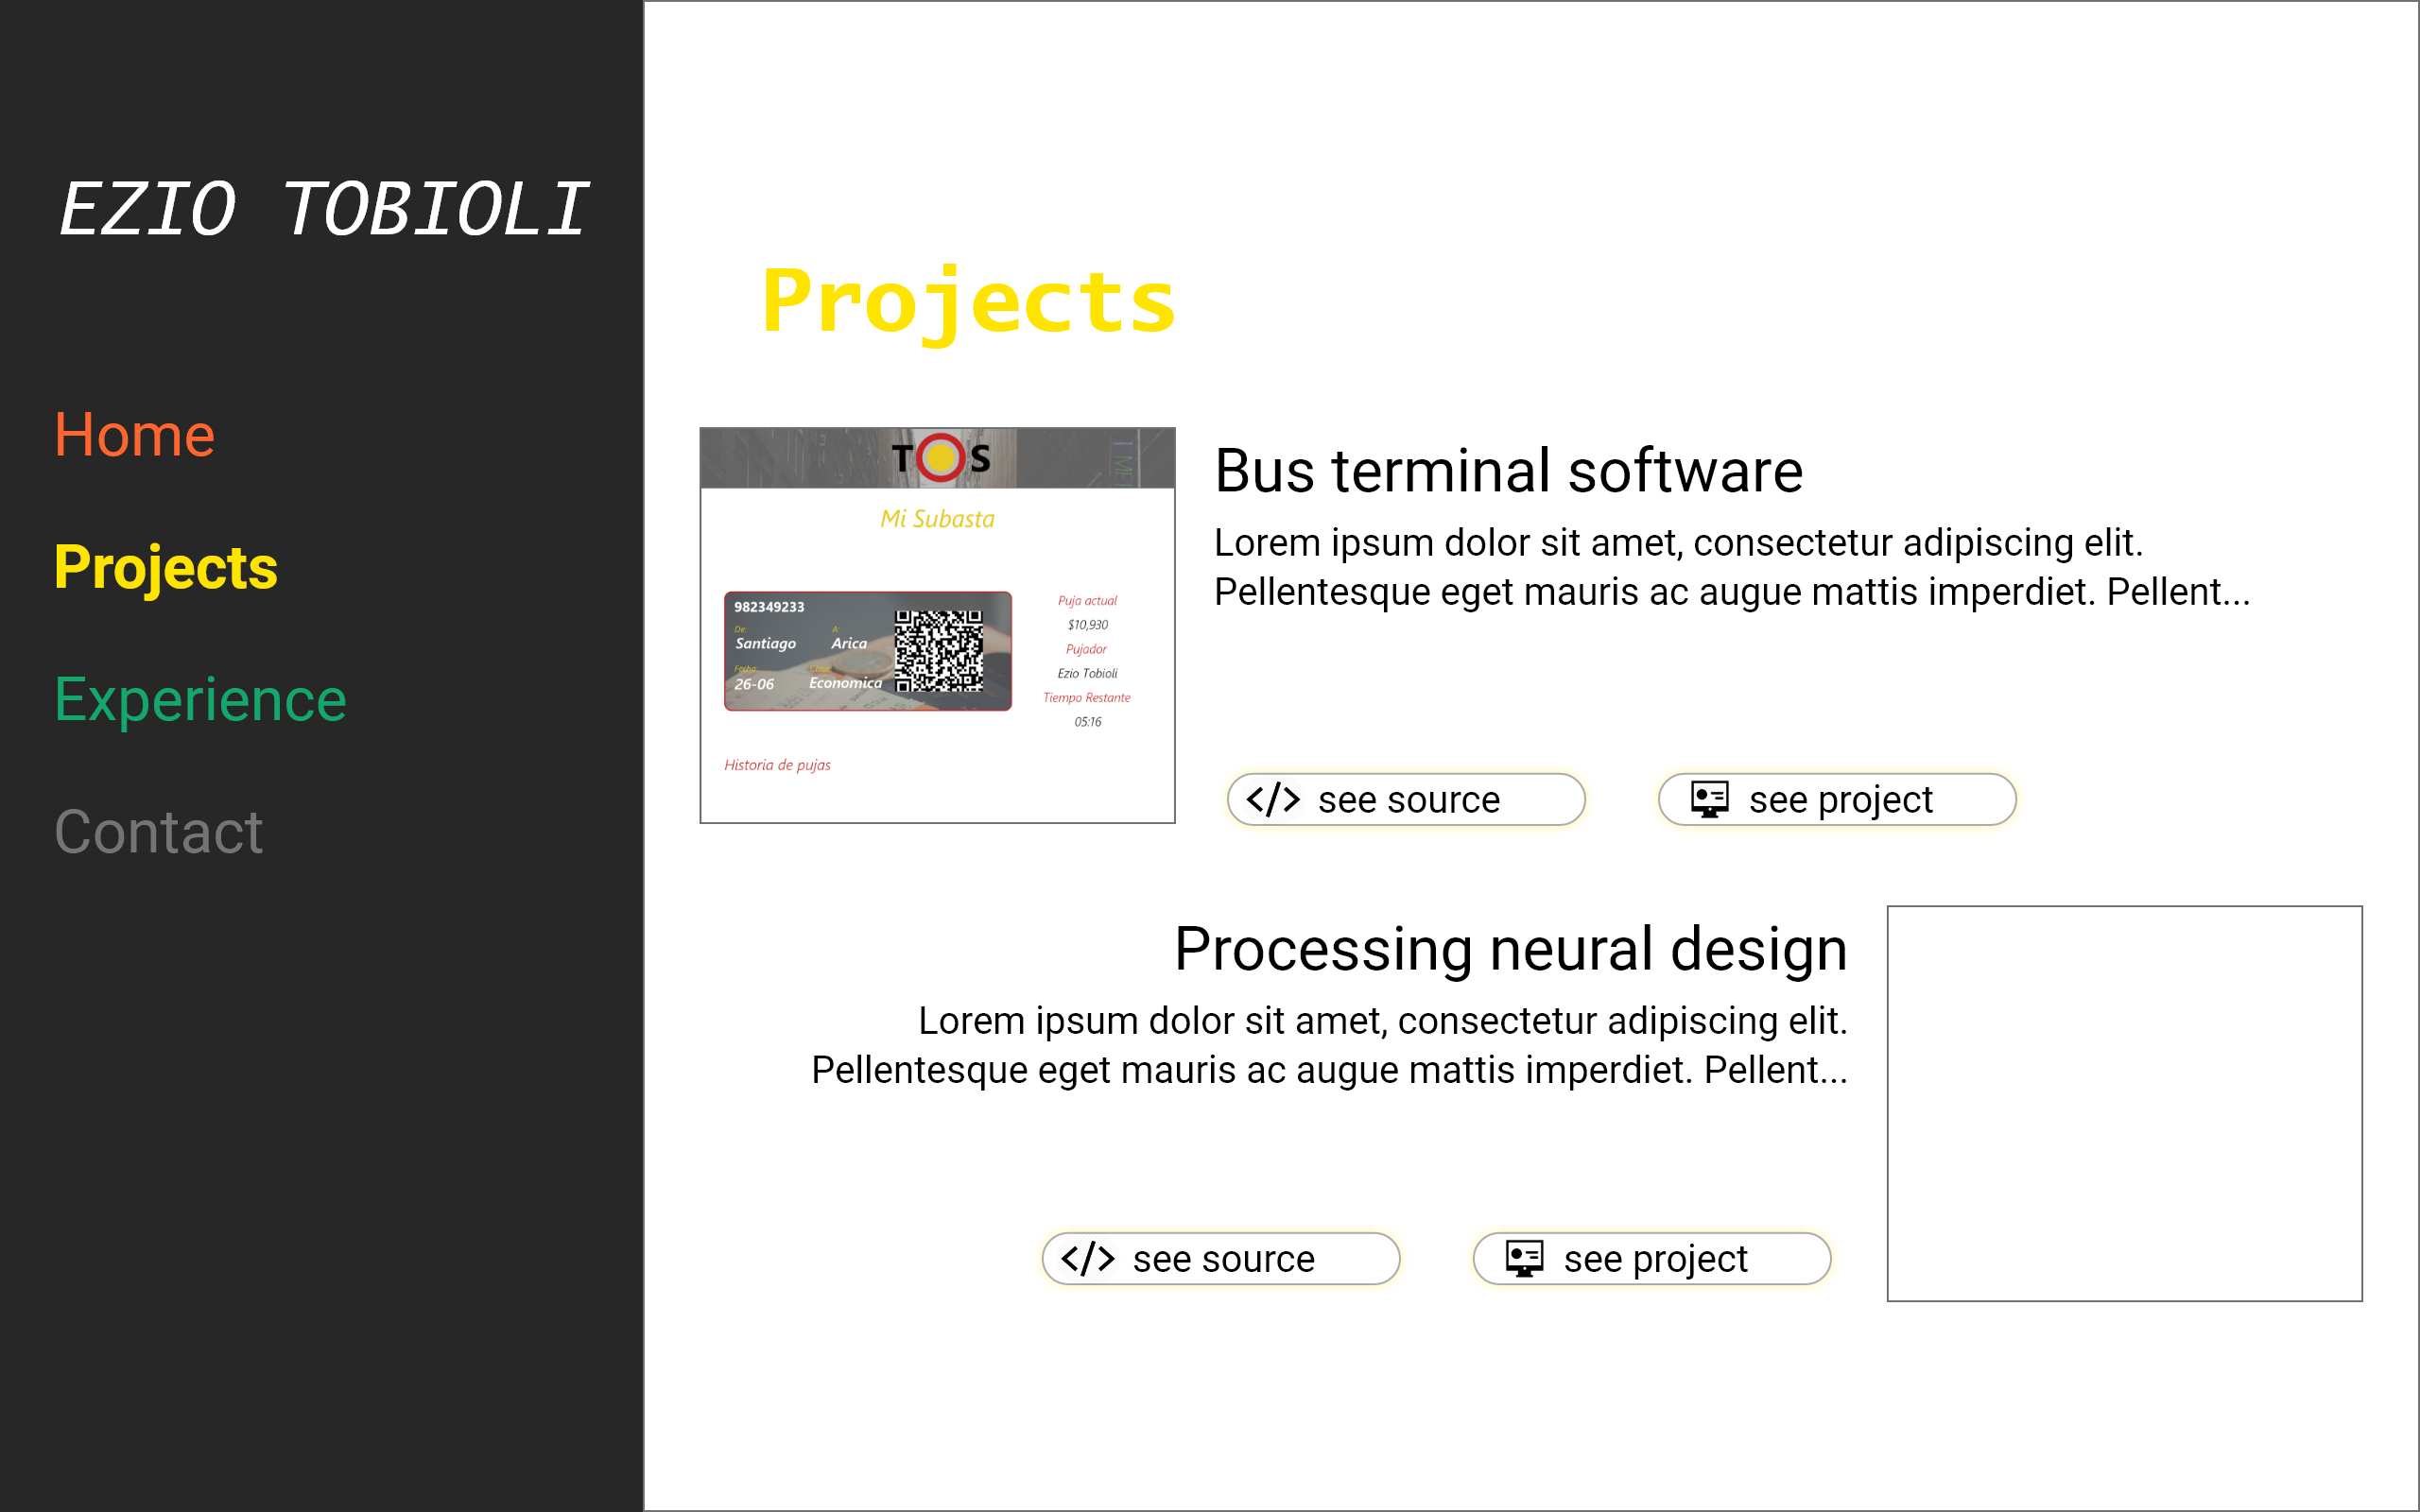 EZIO TOBIOLI
Home
Projects
Experience
Contact
Projects
TOS
Mi Subasta
982349233
De: A:
Santiago Arica
Fecha:
26-06 Economica
Puja actual
$10,930
Pujador
Ezio Tobioli
Tiempo Restante
05:16
Historia de pujas
Bus terminal software
Lorem ipsum dolor sit amet, consectetur adipiscing elit.
Pellentesque eget mauris ac augue mattis imperdiet. Pellent...
</> see source
see project
Processing neural design
Lorem ipsum dolor sit amet, consectetur adipiscing elit.
Pellentesque eget mauris ac augue mattis imperdiet. Pellent...
</> see source
see project